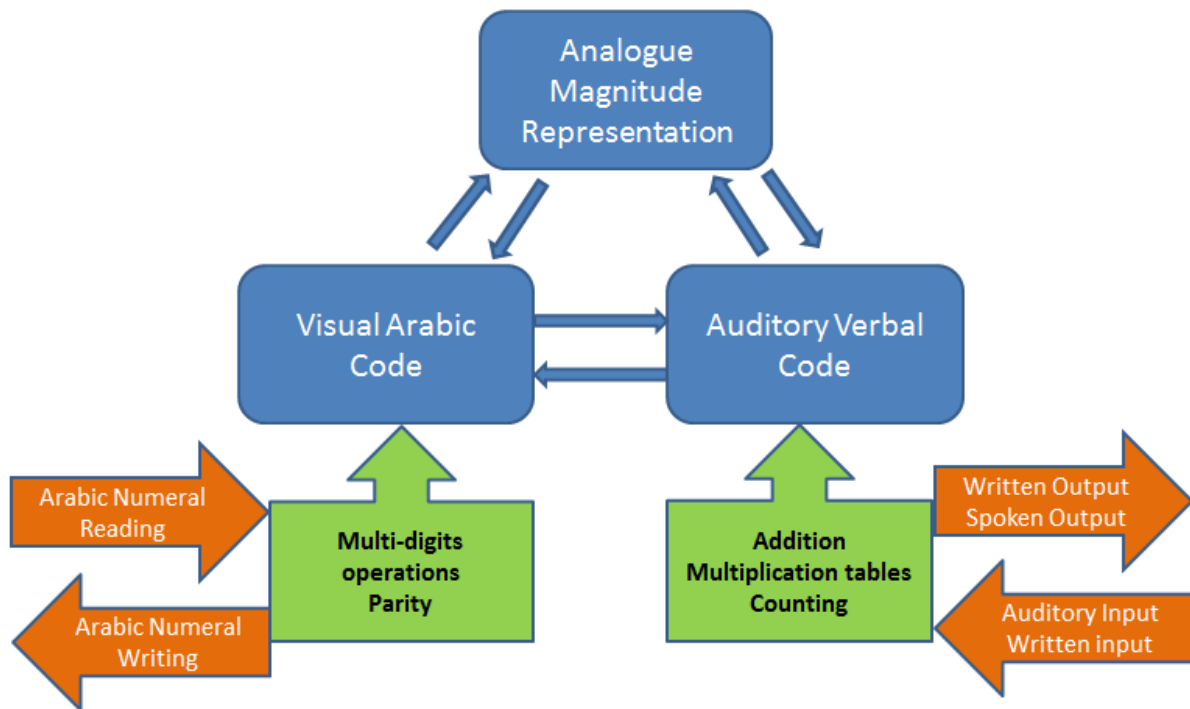 Analogue
Magnitude
Representation
Visual Arabic
Code
Auditory Verbal
Code
Arabic Numeral
Reading
Multi-digits
operations
Parity
Arabic Numeral
Writing
Addition
Multiplication tables
Counting
Written Output
Spoken Output
Auditory Input
Written input